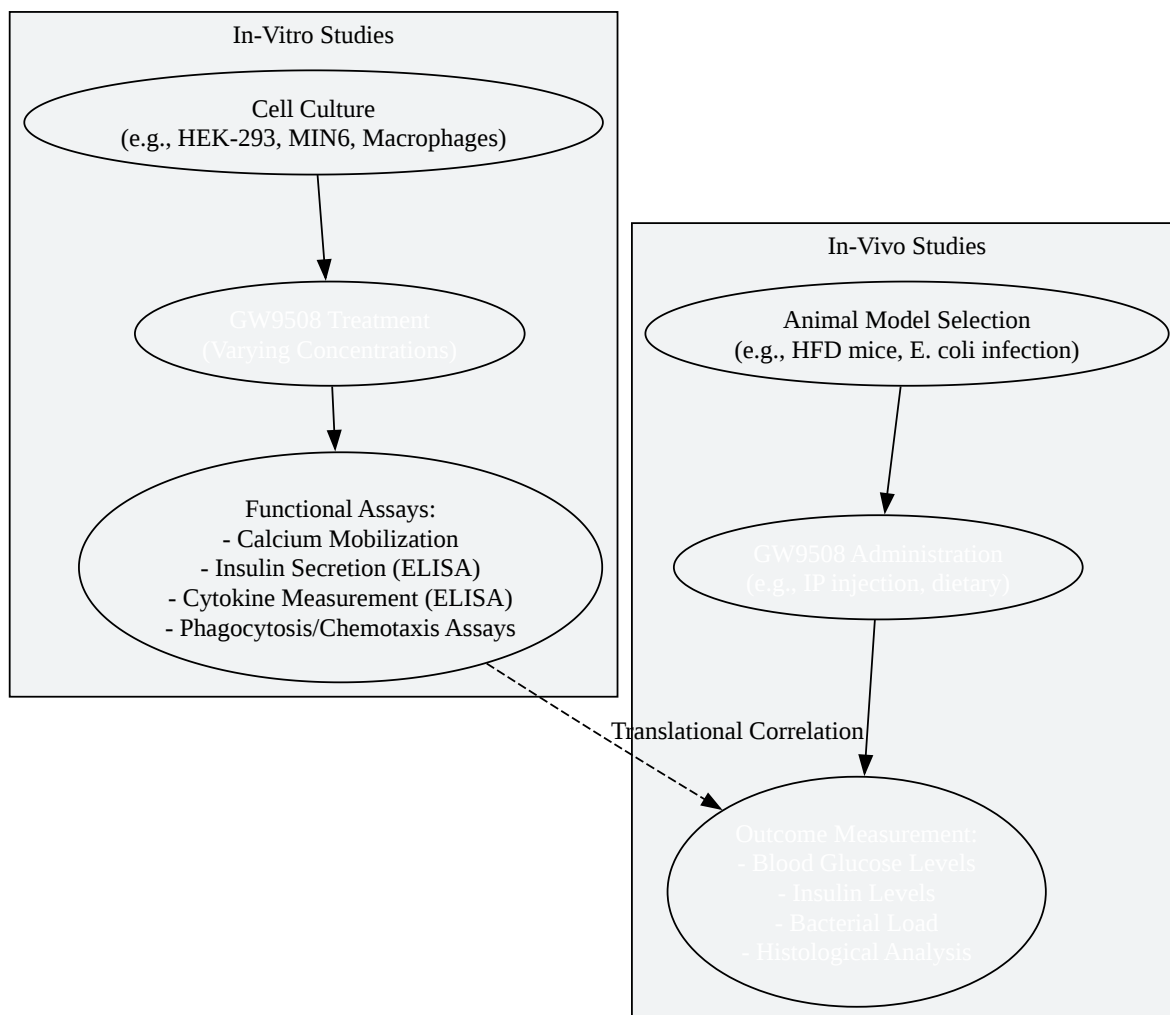 In-Vitro Studies
Cell Culture
(e.g., HEK-293, MIN6, Macrophages)
GW9508 Treatment
(Varying Concentrations)
Functional Assays:
- Calcium Mobilization
- Insulin Secretion (ELISA)
- Cytokine Measurement (ELISA)
- Phagocytosis/Chemotaxis Assays
Translational Correlation
In-Vivo Studies
Animal Model Selection
(e.g., HFD mice, E. coli infection)
GW9508 Administration
(e.g., IP injection, dietary)
Outcome Measurement:
- Blood Glucose Levels
- Insulin Levels
- Bacterial Load
- Histological Analysis